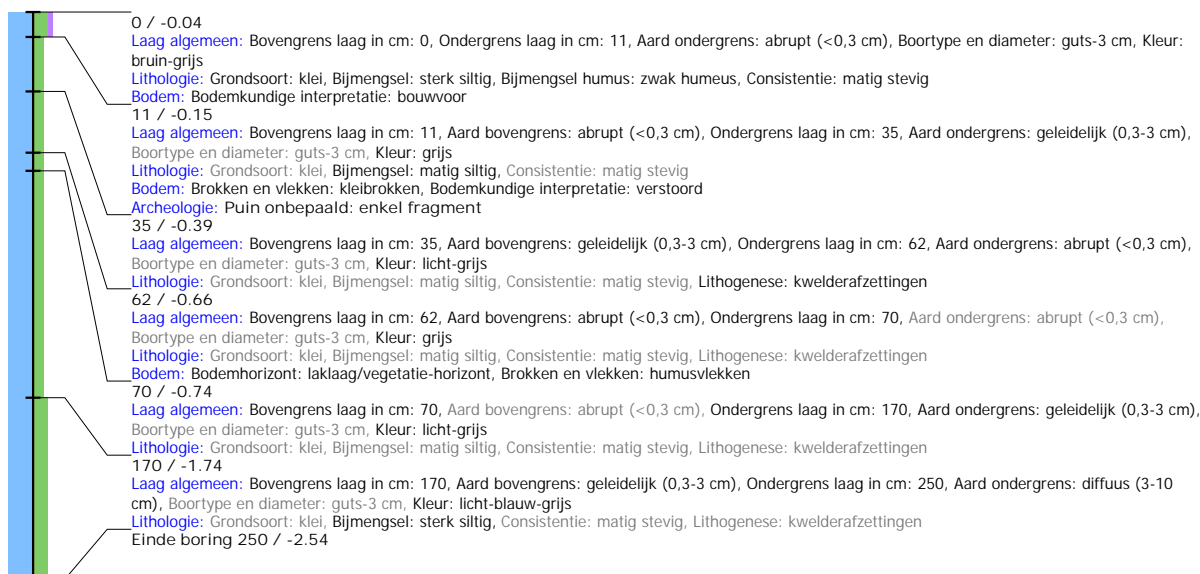 0 / -0.04
Laag algemeen: Bovengrens laag in cm: 0, Ondergrens laag in cm: 11, Aard ondergrens: abrupt (<0,3 cm), Boortype en diameter: guts-3 cm, Kleur:
bruin-grijs
Lithologie: Grondsoort: klei, Bijmengsel: sterk siltig, Bijmengsel humus: zwak humeus, Consistentie: matig stevig
Bodem: Bodemkundige interpretatie: bouwvoor
11 / -0.15
Laag algemeen: Bovengrens laag in cm: 11, Aard bovengrens: abrupt (<0,3 cm), Ondergrens laag in cm: 35, Aard ondergrens: geleidelijk (0,3-3 cm),
Boortype en diameter: guts-3 cm, Kleur: grijs
Lithologie: Grondsoort: klei, Bijmengsel: matig siltig, Consistentie: matig stevig
Bodem: Brokken en vlekken: kleibrokken, Bodemkundige interpretatie: verstoord
Archeologie: Puin onbepaald: enkel fragment
35 / -0.39
Laag algemeen: Bovengrens laag in cm: 35, Aard bovengrens: geleidelijk (0,3-3 cm), Ondergrens laag in cm: 62, Aard ondergrens: abrupt (<0,3 cm),
Boortype en diameter: guts-3 cm, Kleur: licht-grijs
Lithologie: Grondsoort: klei, Bijmengsel: matig siltig, Consistentie: matig stevig, Lithogenese: kwelderafzettingen
62 / -0.66
Laag algemeen: Bovengrens laag in cm: 62, Aard bovengrens: abrupt (<0,3 cm), Ondergrens laag in cm: 70, Aard ondergrens: abrupt (<0,3 cm),
Boortype en diameter: guts-3 cm, Kleur: grijs
Lithologie: Grondsoort: klei, Bijmengsel: matig siltig, Consistentie: matig stevig, Lithogenese: kwelderafzettingen
Bodem: Bodemhorizont: laklaag/vegetatie-horizont, Brokken en vlekken: humusvlekken
70 / -0.74
Laag algemeen: Bovengrens laag in cm: 70, Aard bovengrens: abrupt (<0,3 cm), Ondergrens laag in cm: 170, Aard ondergrens: geleidelijk (0,3-3 cm),
Boortype en diameter: guts-3 cm, Kleur: licht-grijs
Lithologie: Grondsoort: klei, Bijmengsel: matig siltig, Consistentie: matig stevig, Lithogenese: kwelderafzettingen
170 / -1.74
Laag algemeen: Bovengrens laag in cm: 170, Aard bovengrens: geleidelijk (0,3-3 cm), Ondergrens laag in cm: 250, Aard ondergrens: diffuus (3-10
cm), Boortype en diameter: guts-3 cm, Kleur: licht-blauw-grijs
Lithologie: Grondsoort: klei, Bijmengsel: sterk siltig, Consistentie: matig stevig, Lithogenese: kwelderafzettingen
Einde boring 250 / -2.54